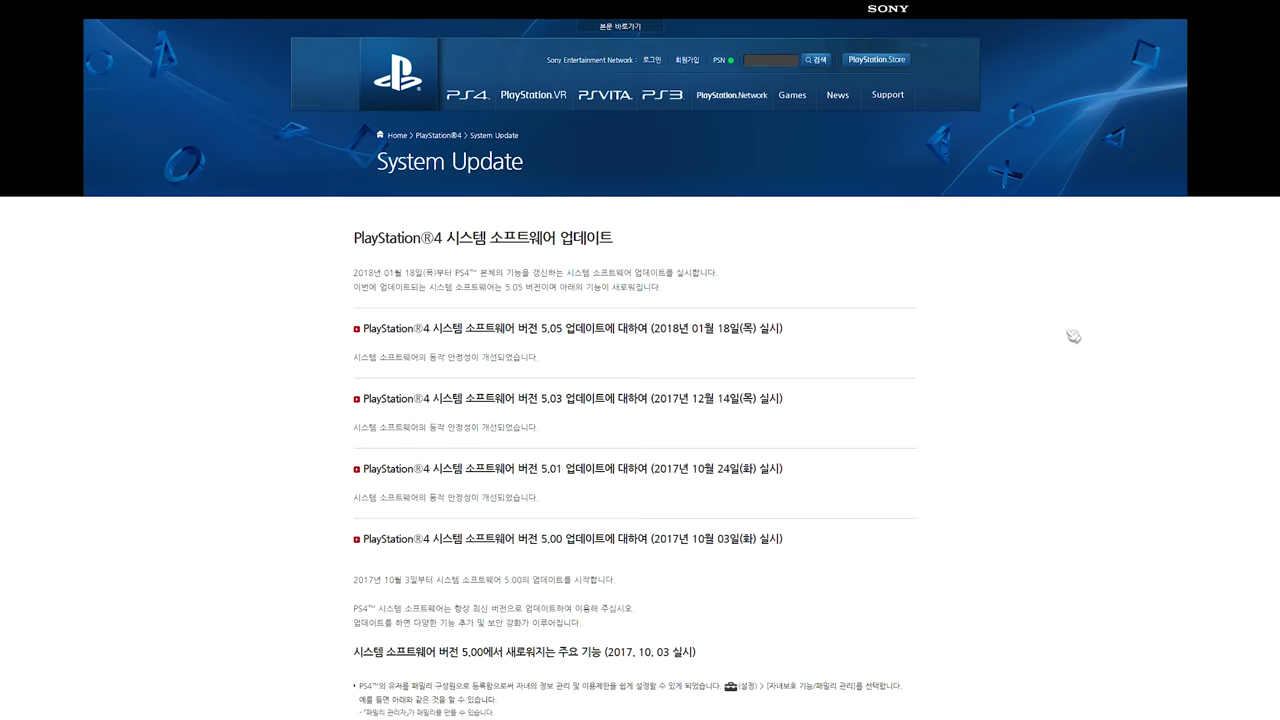 SONY
본문 바로가기
Sony Entertainment Network : 로그인 회원가입 PSN 검색 PlayStation.Store
PS4 PlayStation.VR PSVITA PS3 PlayStation.Network Games News Support
Home > PlayStation®4 > System Update
System Update
PlayStation®4 시스템 소프트웨어 업데이트
2018년 01월 18일(목)부터 PS4™ 본체의 기능을 갱신하는 시스템 소프트웨어 업데이트를 실시합니다.
이번에 업데이트되는 시스템 소프트웨어는 5.05 버전이며 아래의 기능이 새로워집니다.
PlayStation®4 시스템 소프트웨어 버전 5.05 업데이트에 대하여 (2018년 01월 18일(목) 실시)
시스템 소프트웨어의 동작 안정성이 개선되었습니다.
PlayStation®4 시스템 소프트웨어 버전 5.03 업데이트에 대하여 (2017년 12월 14일(목) 실시)
시스템 소프트웨어의 동작 안정성이 개선되었습니다.
PlayStation®4 시스템 소프트웨어 버전 5.01 업데이트에 대하여 (2017년 10월 24일(화) 실시)
시스템 소프트웨어의 동작 안정성이 개선되었습니다.
PlayStation®4 시스템 소프트웨어 버전 5.00 업데이트에 대하여 (2017년 10월 03일(화) 실시)
2017년 10월 3일부터 시스템 소프트웨어 5.00의 업데이트를 시작합니다.
PS4™ 시스템 소프트웨어는 항상 최신 버전으로 업데이트하여 이용해 주십시오.
업데이트를 하면 다양한 기능 추가 및 보안 강화가 이루어집니다.
시스템 소프트웨어 버전 5.00에서 새로워지는 주요 기능 (2017. 10. 03 실시)
• PS4™의 유저를 패밀리 구성원으로 등록함으로써 자녀의 정보 관리 및 이용제한을 쉽게 설정할 수 있게 되었습니다. (설정) > [자녀보호 기능/패밀리 관리]를 선택합니다.
예를 들면 아래와 같은 것을 할 수 있습니다.
- 「패밀리 관리자」가 패밀리를 만들 수 있습니다.